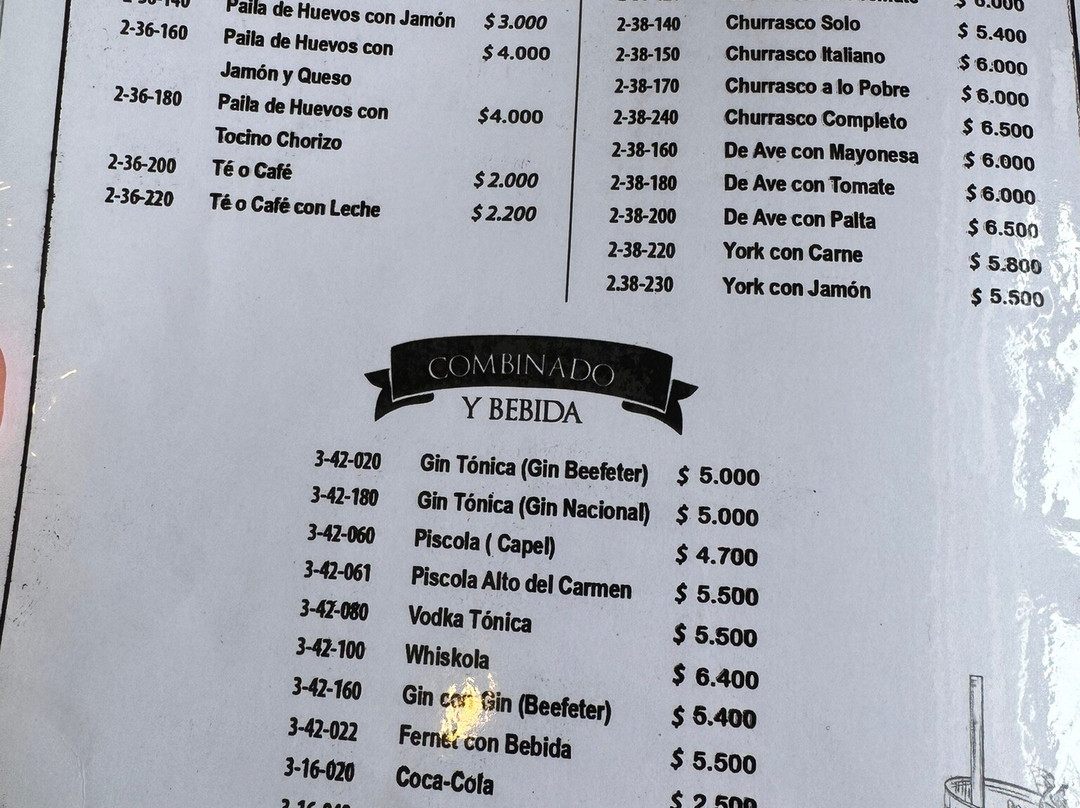 Paila de Huevos con Jamón $3.000
2-36-160 Paila de Huevos con $4.000
Jamón y Queso
2-36-180 Paila de Huevos con $4.000
Tocino Chorizo
2-36-200 Té o Café $2.000
2-36-220 Té o Café con Leche $2.200
$ 6.000
2-38-140 Churrasco Solo $ 5.400
2-38-150 Churrasco Italiano $ 6.000
2-38-170 Churrasco a lo Pobre $ 6.000
2-38-240 Churrasco Completo $ 6.500
2-38-160 De Ave con Mayonesa $ 6.000
2-38-180 De Ave con Tomate $ 6.000
2-38-200 De Ave con Palta $ 6.500
2-38-220 York con Carne $ 5.800
2.38-230 York con Jamón $ 5.500
COMBINADO
Y BEBIDA
3-42-020 Gin Tónica (Gin Beefeter) $ 5.000
3-42-180 Gin Tónica (Gin Nacional) $ 5.000
3-42-060 Piscola ( Capel) $ 4.700
3-42-061 Piscola Alto del Carmen $ 5.500
3-42-080 Vodka Tónica $ 5.500
3-42-100 Whiskola $ 6.400
3-42-160 Gin con Gin (Beefeter) $ 5.400
3-42-022 Fernet con Bebida $ 5.500
3-16-020 Coca-Cola $ 2.500